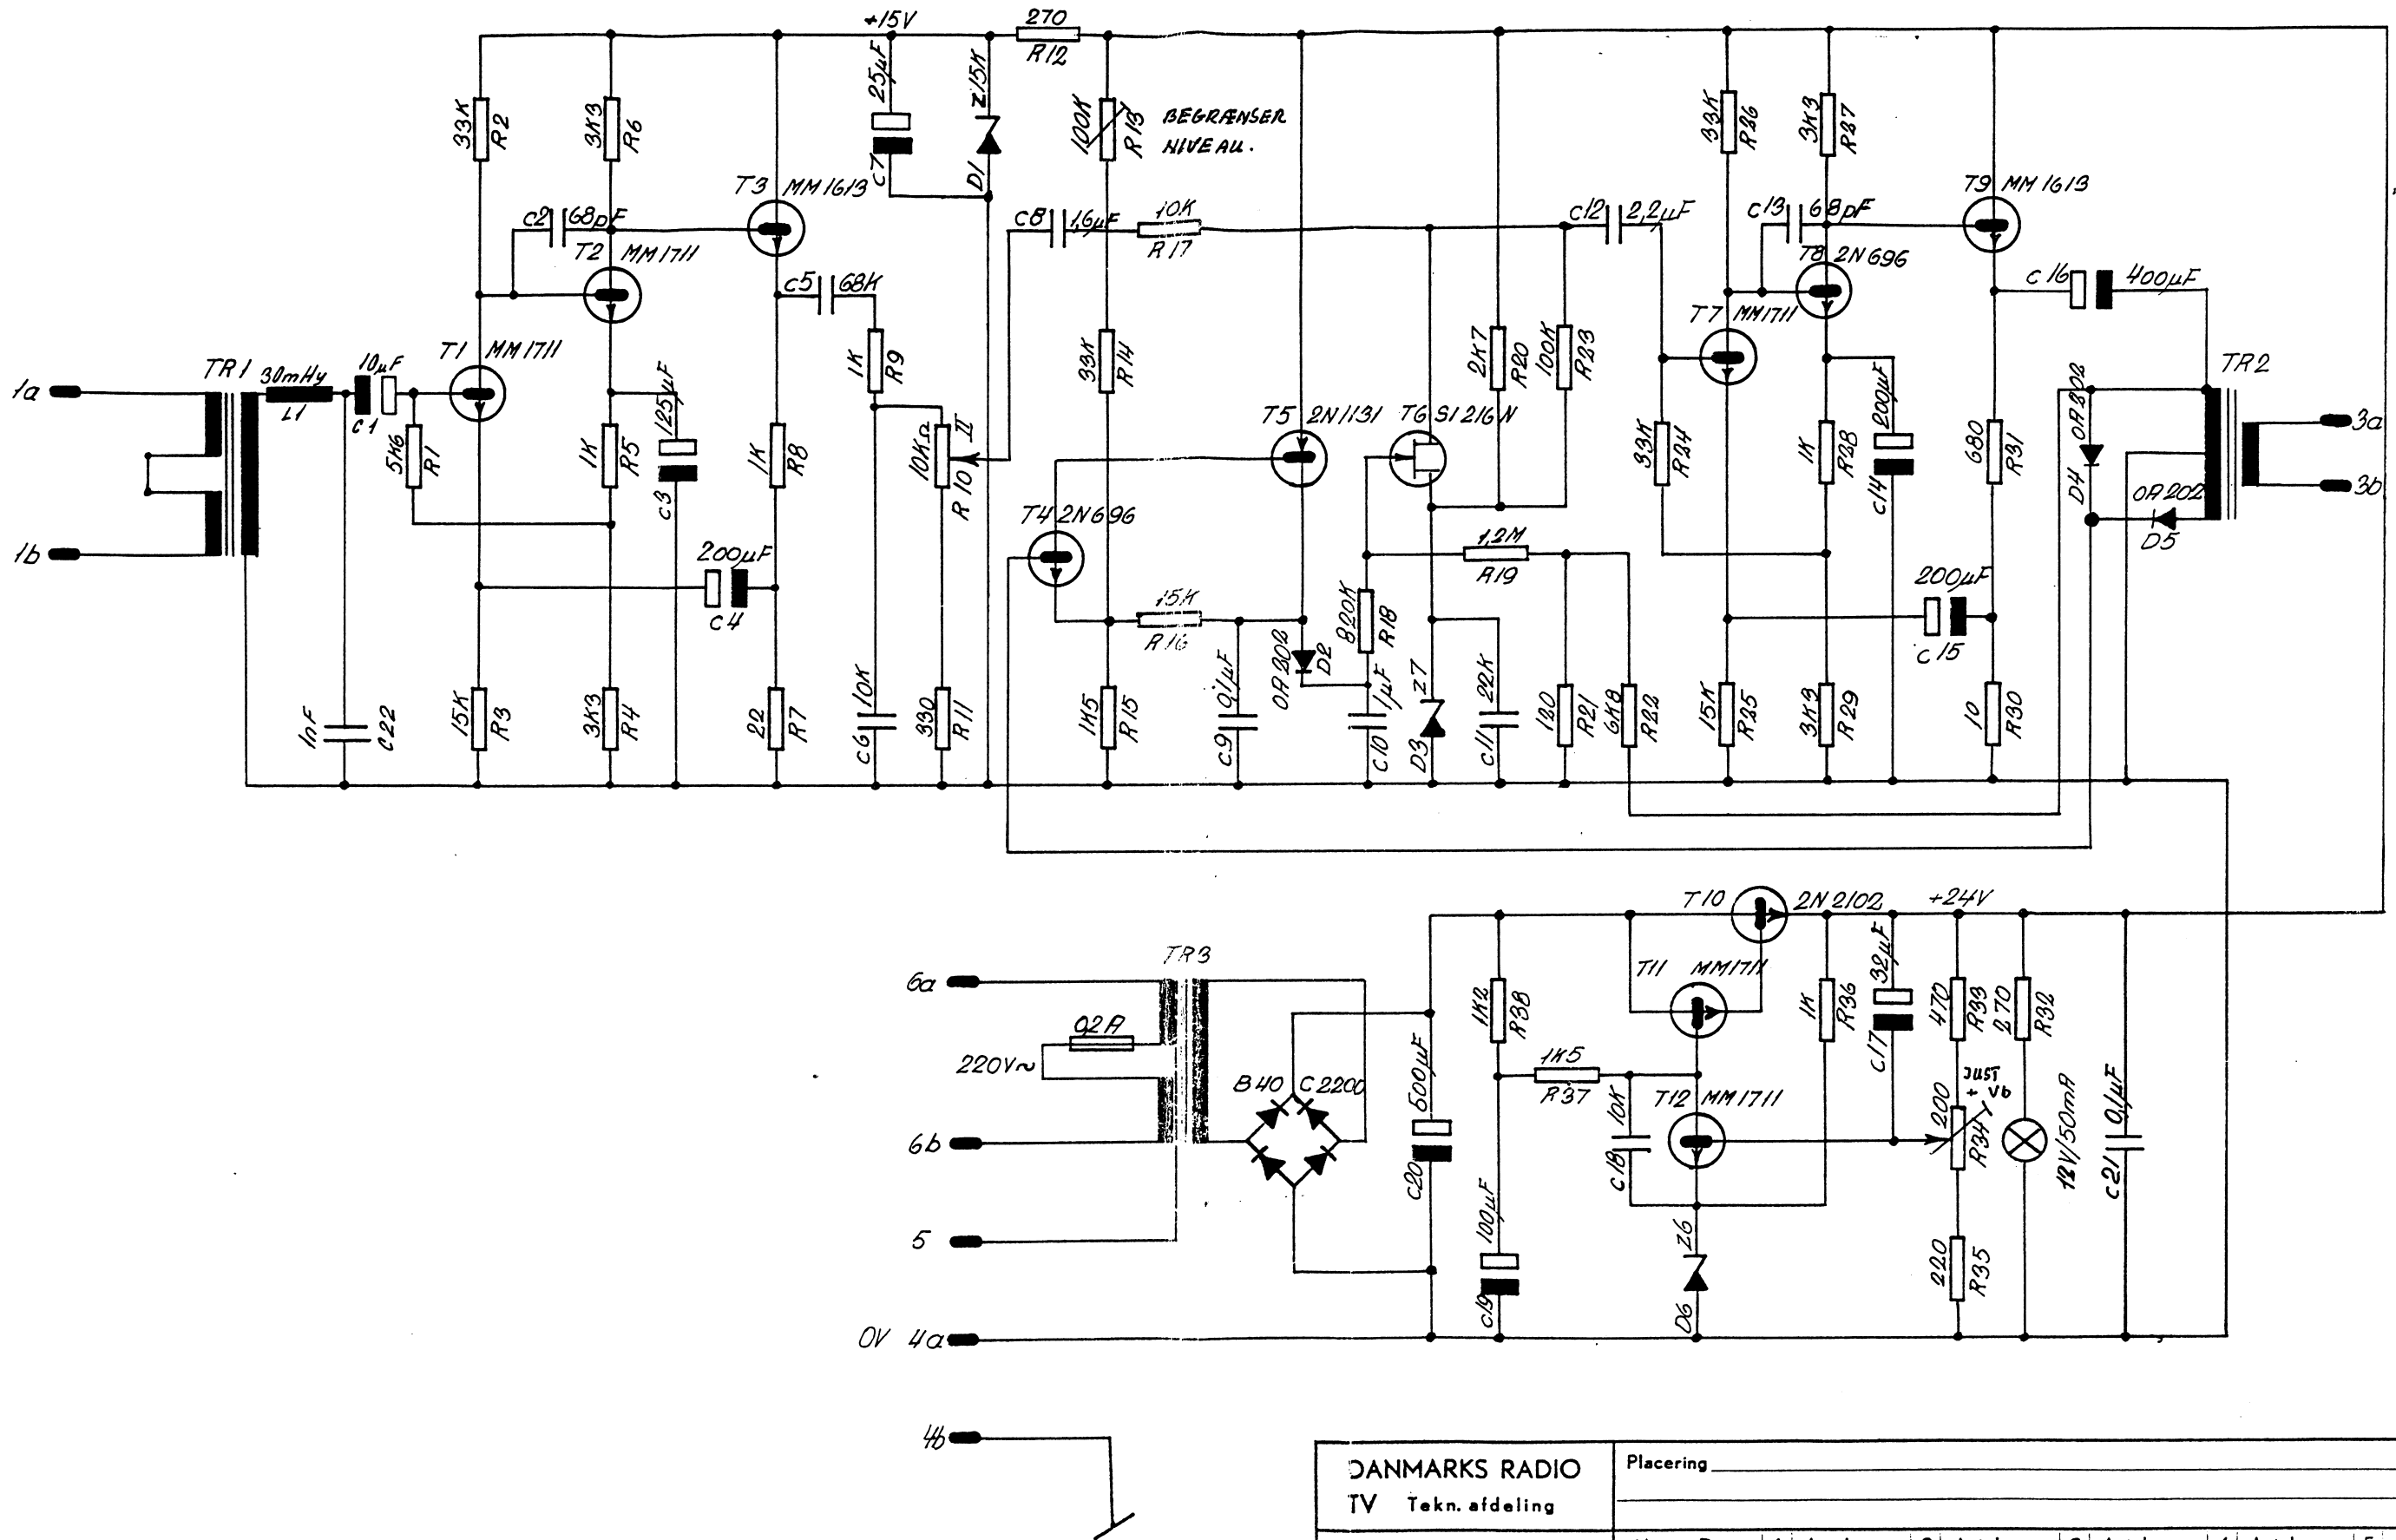 +15V
270
R12
33K
R2
3K3
R6
25µF
C7
Z15K
D1
100K
R13
BEGRÆNSER
NIVEAU.
33K
R26
3K3
R27
T3 MM1613
T9 MM1613
C2 68pF
T2 MM1711
C8 1,6µF
10K
R17
C12 2,2µF
C13 68pF
T8 2N696
C5 68K
C16 400µF
T1 MM1711
T7 MM1711
1a
TR1
30mHy
L1
10µF
C1
1K
R9
33K
R14
2K7
R20
100K
R23
TR2
5K6
R1
1K
R5
125µF
C3
1K
R8
10KΩ II
R10
T5 2N1131
T6 S1216N
33K
R24
1K
R28
200µF
C14
680
R31
OA202
D4
OA202
D5
3a
3b
1b
T4 2N696
1,2M
R19
200µF
C4
15K
R16
820K
R18
200µF
C15
1nF
C22
15K
R3
3K3
R4
22
R7
10K
C6
330
R11
1K5
R15
0,1µF
C9
OA202
D2
1µF
C10
Z7
D3
22K
C11
120
R21
6K8
R22
15K
R25
3K3
R29
10
R30
T10 2N2102
+24V
6a
TR3
T11 MM1711
0,2A
220V~
1K2
R38
1K
R36
32µF
C17
470
R33
270
R32
B40 C2200
500µF
C20
1K5
R37
T12 MM1711
10K
C18
JUST
+ Vb
200
R34
12V/50mA
0,1µF
C21
6b
5
100µF
C19
Z6
D6
220
R35
0V 4a
4b
DANMARKS RADIO
TV Tekn. afdeling
Placering